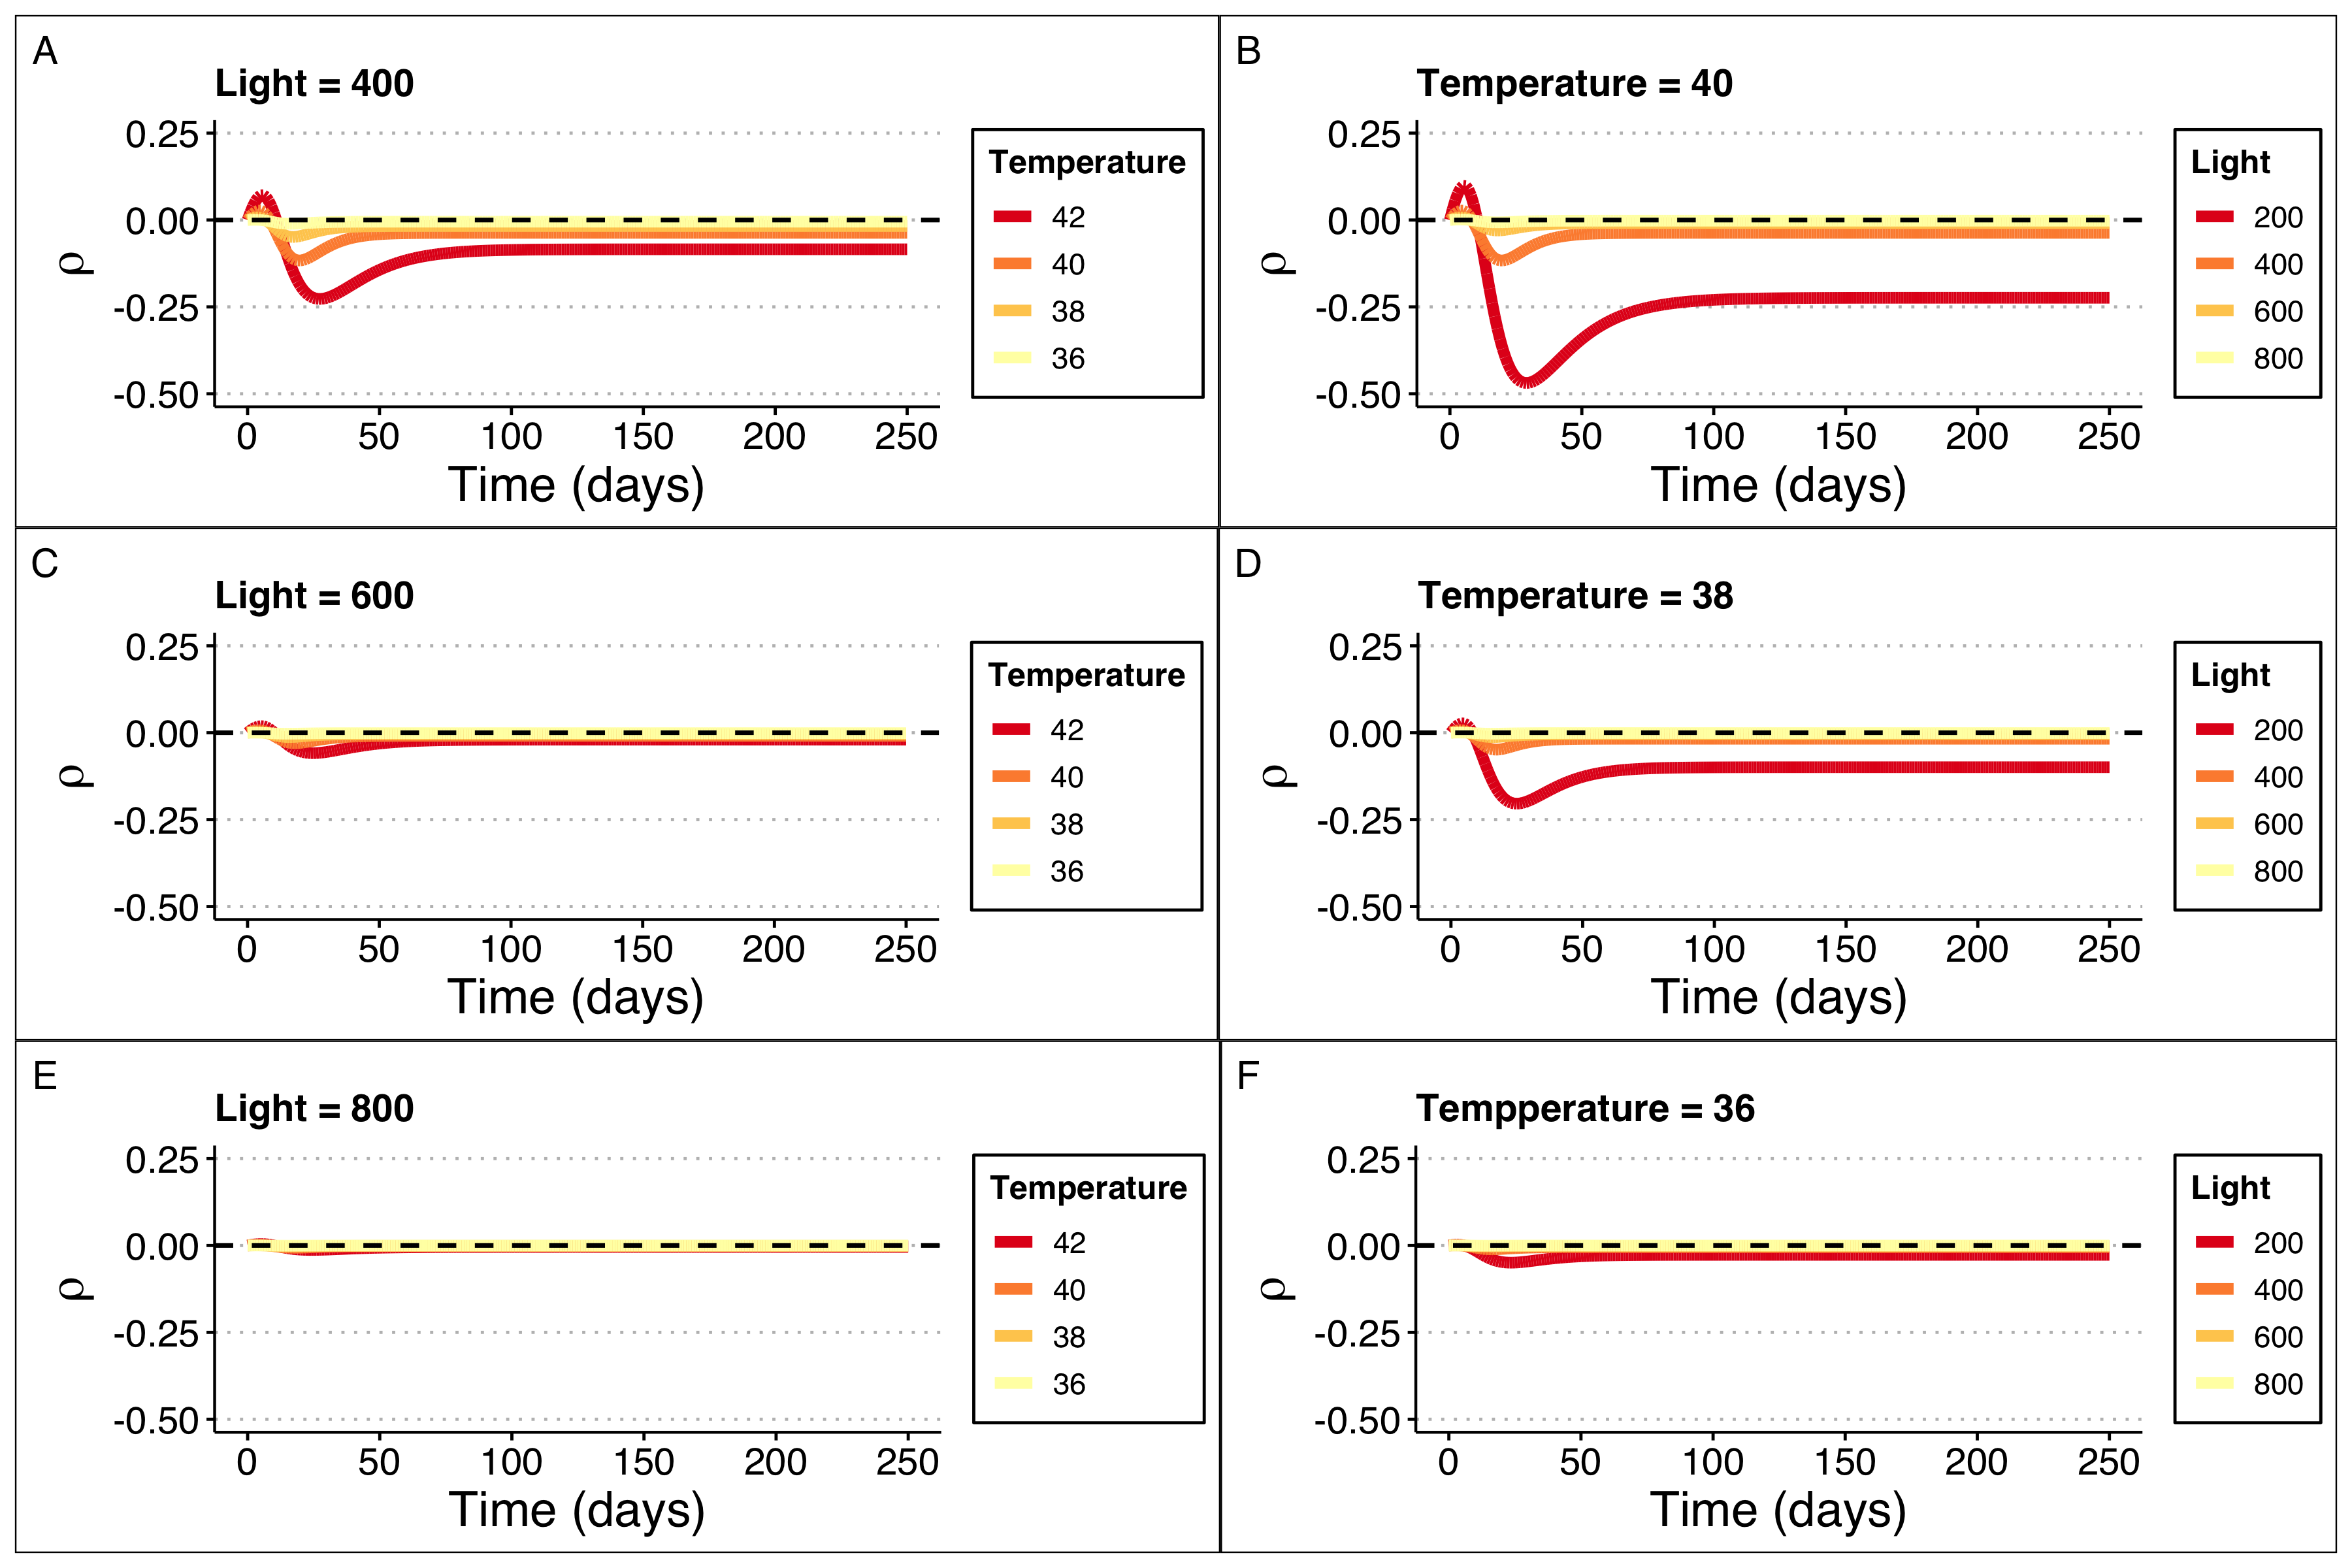 A
Light = 400
0.25
0.00
-0.25
-0.50
ρ
0 50 100 150 200 250
Time (days)
Temperature
42
40
38
36
B
Temperature = 40
0.25
0.00
-0.25
-0.50
ρ
0 50 100 150 200 250
Time (days)
Light
200
400
600
800
C
Light = 600
0.25
0.00
-0.25
-0.50
ρ
0 50 100 150 200 250
Time (days)
Temperature
42
40
38
36
D
Temperature = 38
0.25
0.00
-0.25
-0.50
ρ
0 50 100 150 200 250
Time (days)
Light
200
400
600
800
E
Light = 800
0.25
0.00
-0.25
-0.50
ρ
0 50 100 150 200 250
Time (days)
Temperature
42
40
38
36
F
Tempperature = 36
0.25
0.00
-0.25
-0.50
ρ
0 50 100 150 200 250
Time (days)
Light
200
400
600
800